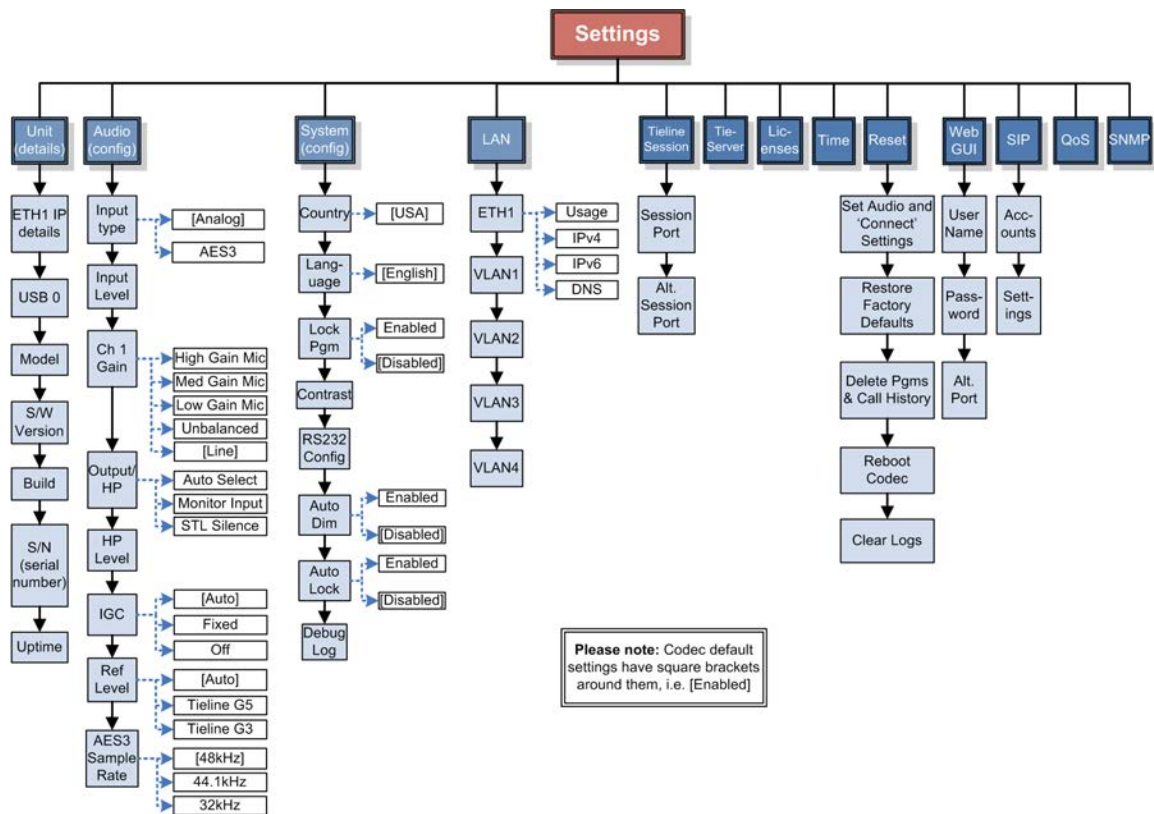 Settings
Unit
(details)
ETH1 IP
details
USB 0
Model
S/W
Version
Build
S/N
(serial
number)
Uptime
Audio
(config)
Input
type
[Analog]
AES3
Input
Level
Ch 1
Gain
High Gain Mic
Med Gain Mic
Low Gain Mic
Unbalanced
[Line]
Output/
HP
Auto Select
Monitor Input
STL Silence
HP
Level
IGC
[Auto]
Fixed
Off
Ref
Level
[Auto]
Tieline G5
Tieline G3
AES3
Sample
Rate
[48kHz]
44.1kHz
32kHz
System
(config)
Country
[USA]
Lang-
uage
[English]
Lock
Pgm
Enabled
[Disabled]
Contrast
RS232
Config
Auto
Dim
Enabled
[Disabled]
Auto
Lock
Enabled
[Disabled]
Debug
Log
LAN
ETH1
Usage
IPv4
IPv6
DNS
VLAN1
VLAN2
VLAN3
VLAN4
Tieline
Session
Session
Port
Alt.
Session
Port
Tie-
Server
Lic-
enses
Time
Reset
Set Audio and
'Connect'
Settings
Restore
Factory
Defaults
Delete Pgms
& Call History
Reboot
Codec
Clear Logs
Web
GUI
User
Name
Pass-
word
Alt.
Port
SIP
Acc-
ounts
Sett-
ings
QoS
SNMP
Please note: Codec default
settings have square brackets
around them, i.e. [Enabled]